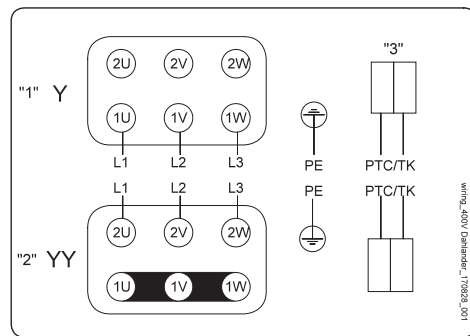 2U 2V 2W
"1" Y
1U 1V 1W
L1 L2 L3
PE
PTC/TK
"3"
L1 L2 L3
PE
PTC/TK
2U 2V 2W
"2" YY
1U 1V 1W
wiring_400V Dahlander_170828_001